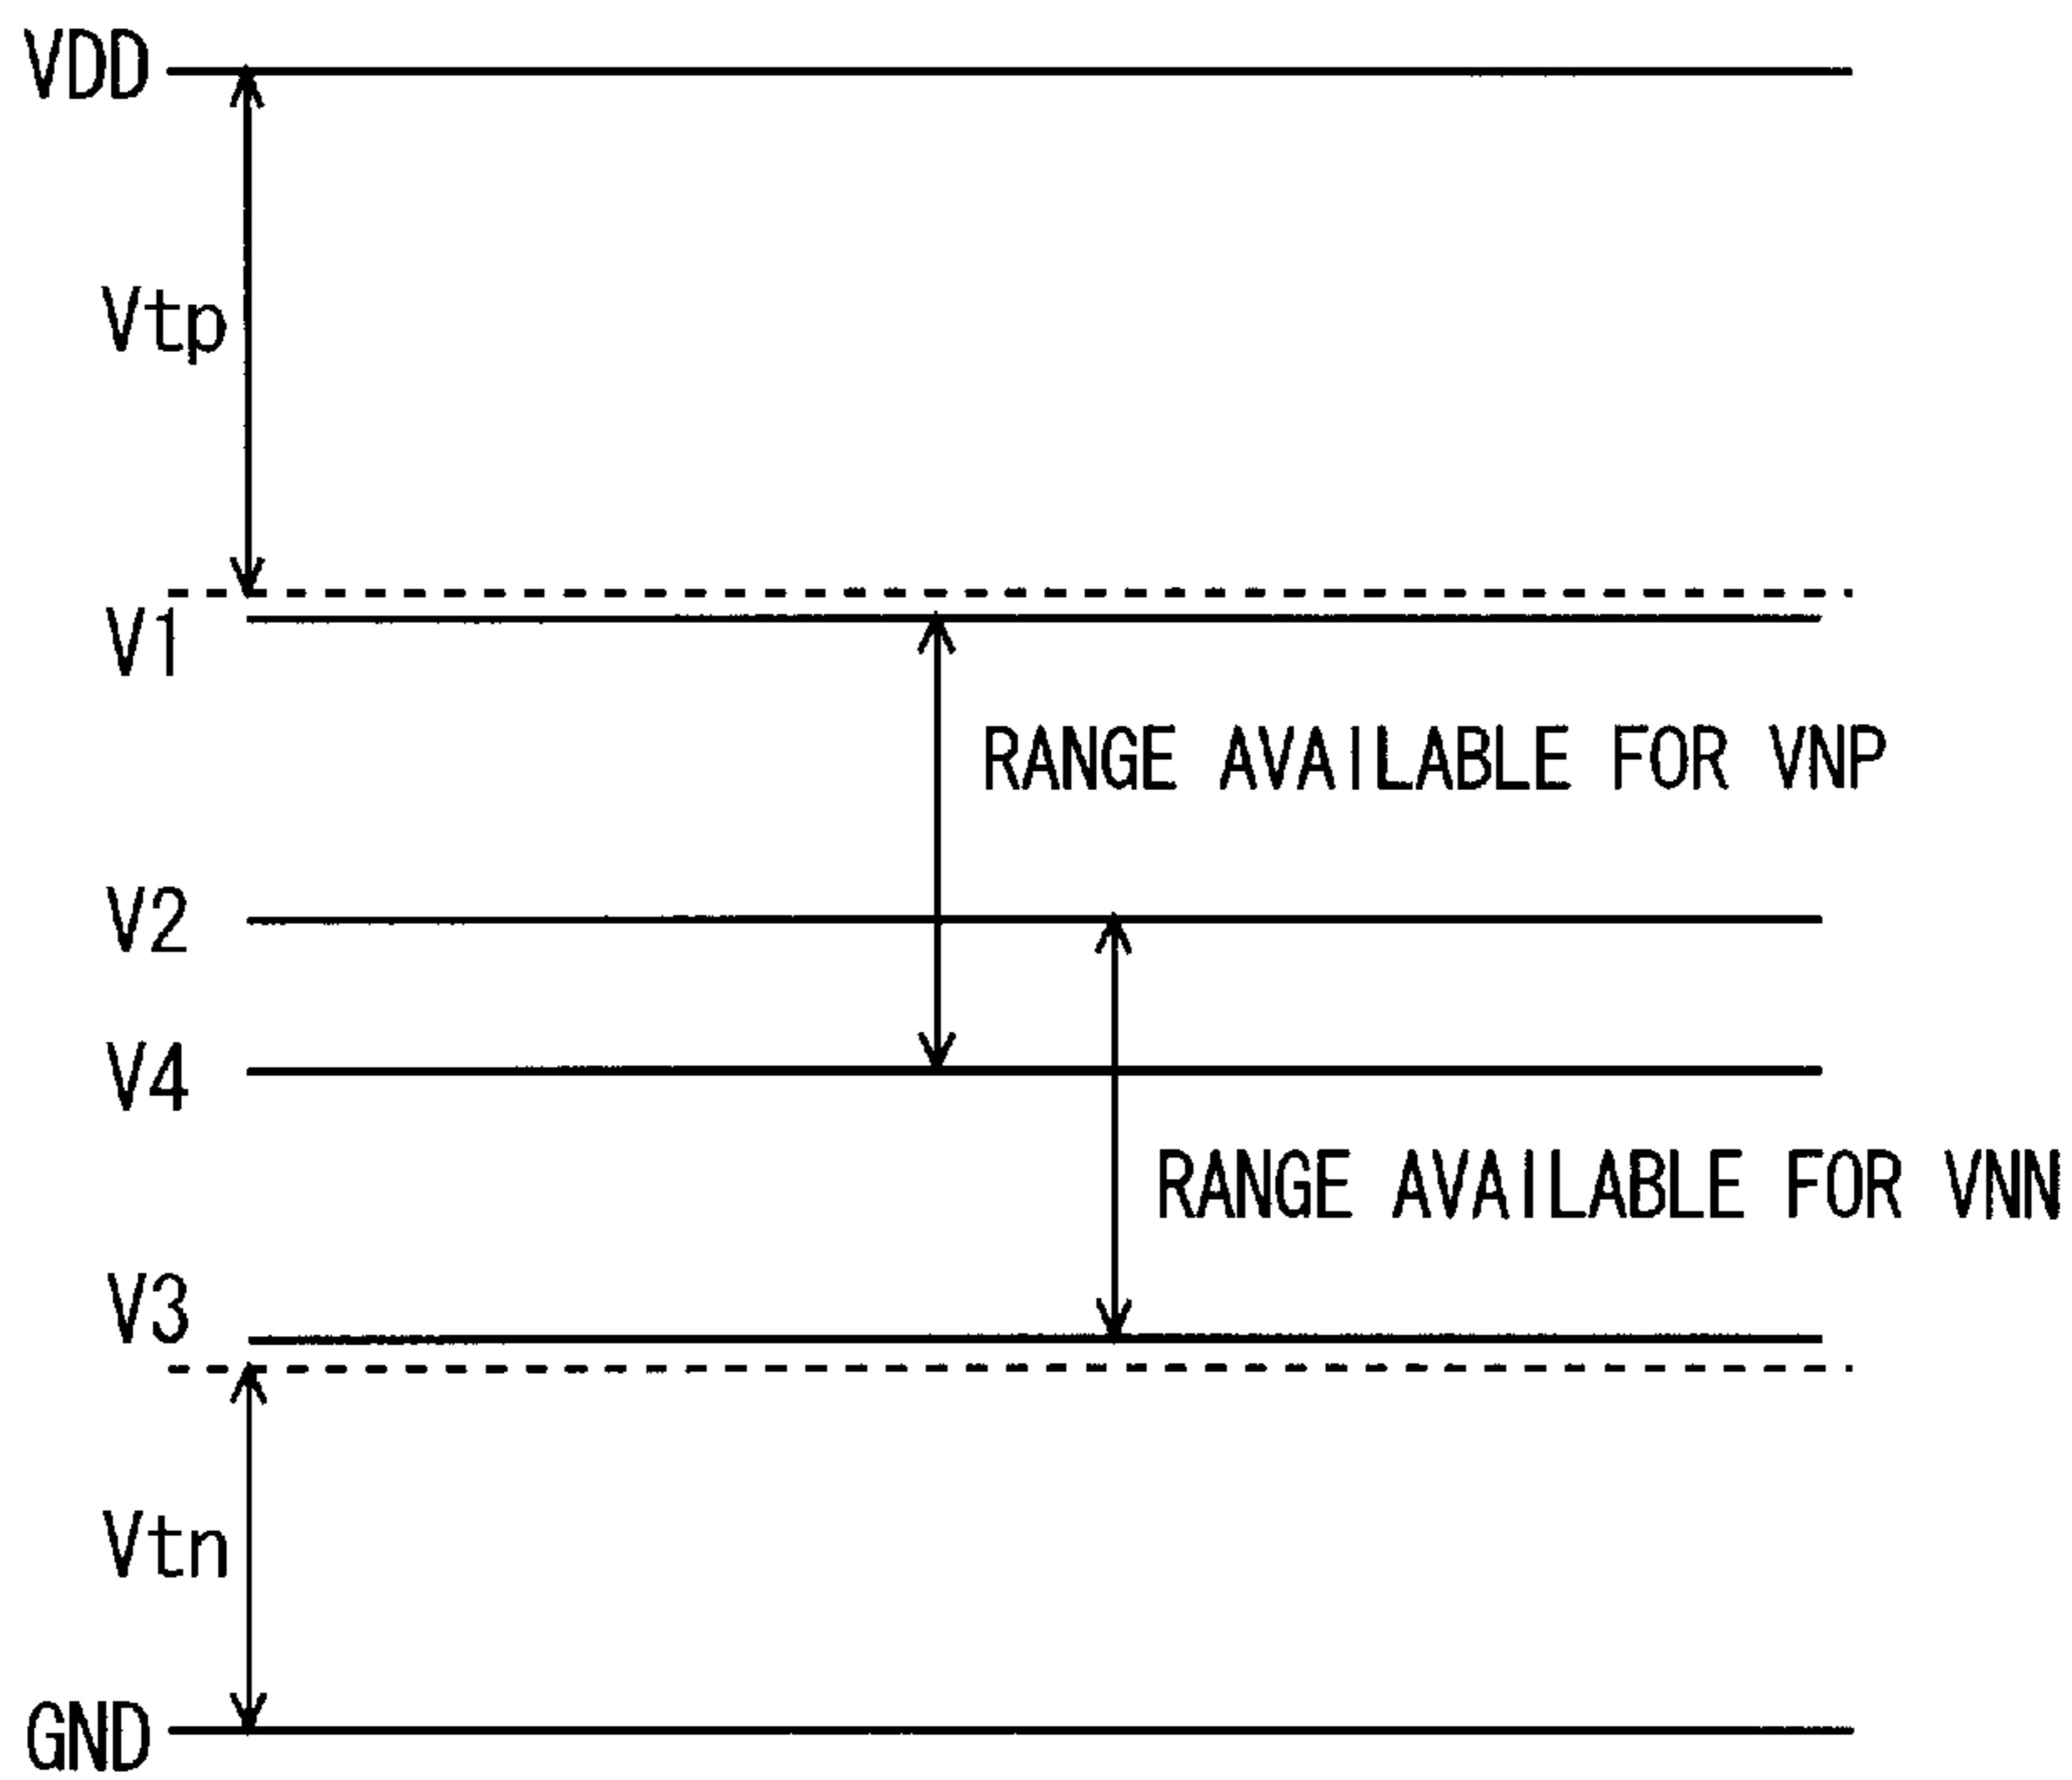 VDD
Vtp
V1
RANGE AVAILABLE FOR VNP
V2
V4
RANGE AVAILABLE FOR VNN
V3
Vtn
GND